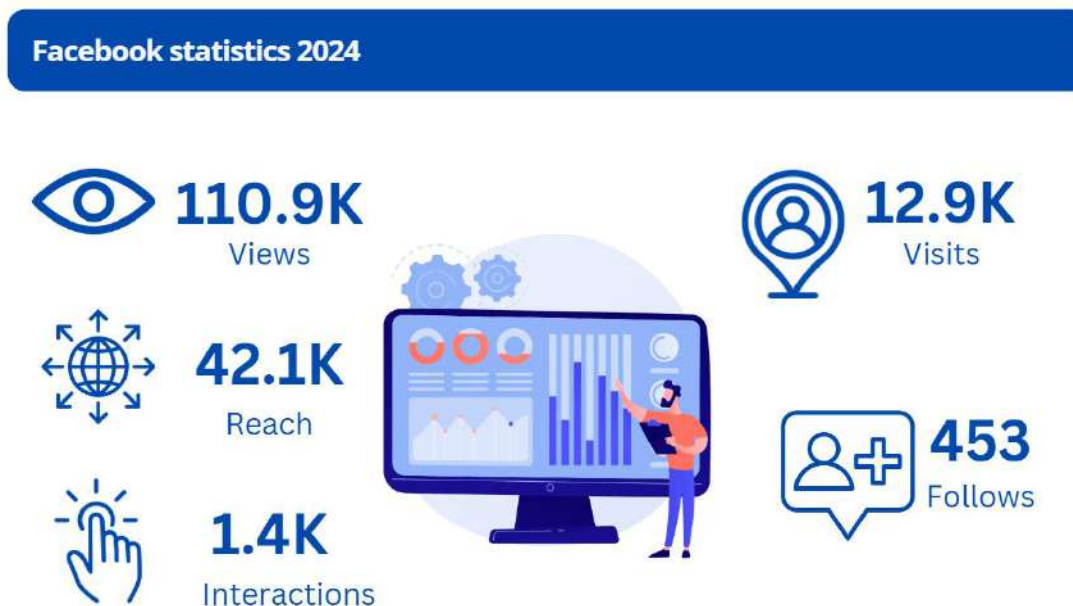 Facebook statistics 2024
110.9K
Views
42.1K
Reach
1.4K
Interactions
12.9K
Visits
453
Follows